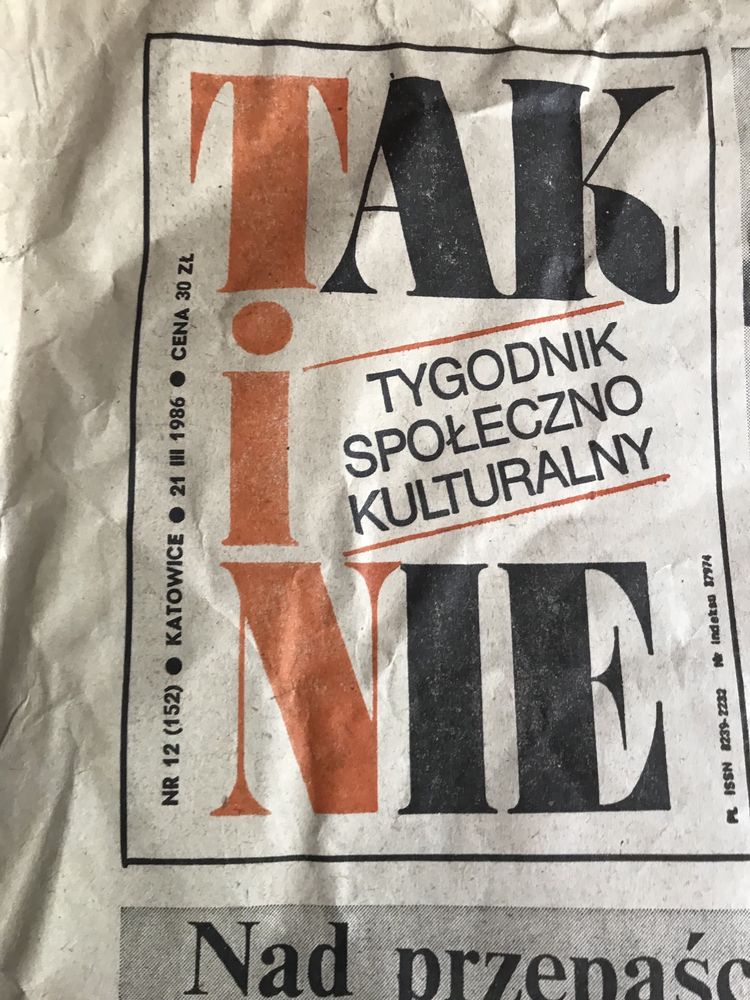 TAK
i
NIE
TYGODNIK
SPOŁECZNO
KULTURALNY
NR 12 (152) ● KATOWICE ● 21 III 1986 ● CENA 30 ZŁ
PL ISSN 0239-2232 Nr indeksu 37974
Nad przepaśc